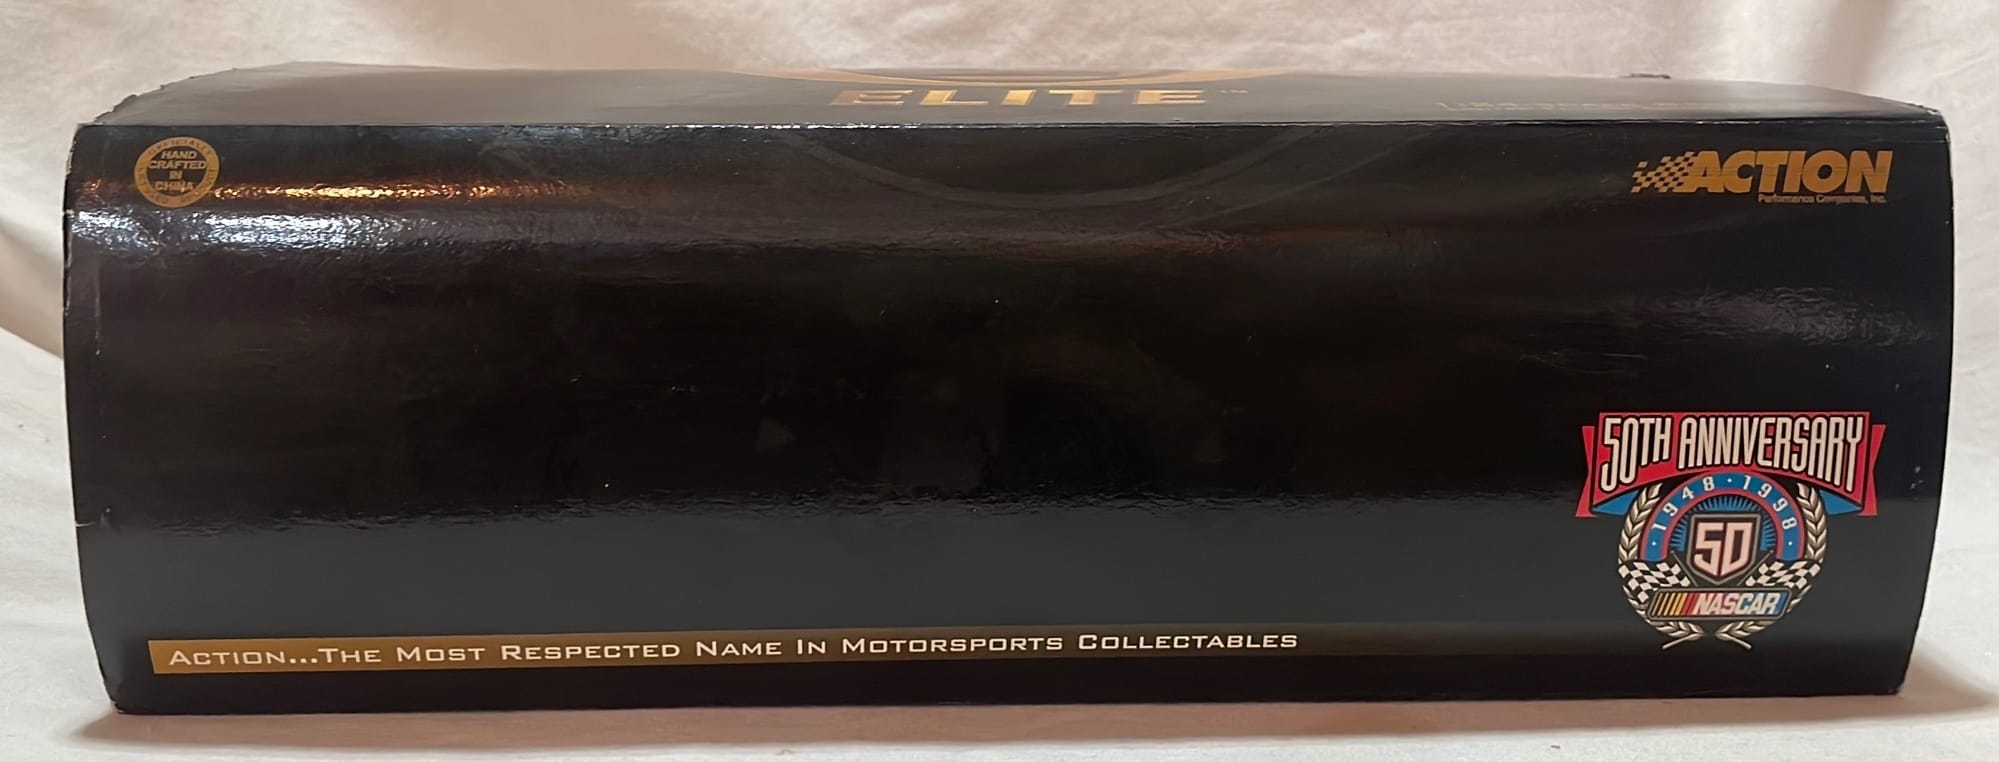 ELITE™
HAND
CRAFTED
IN
CHINA
ACTION
Performance Companies, Inc.
50TH ANNIVERSARY
1948 · 1998
50
NASCAR
ACTION...THE MOST RESPECTED NAME IN MOTORSPORTS COLLECTABLES